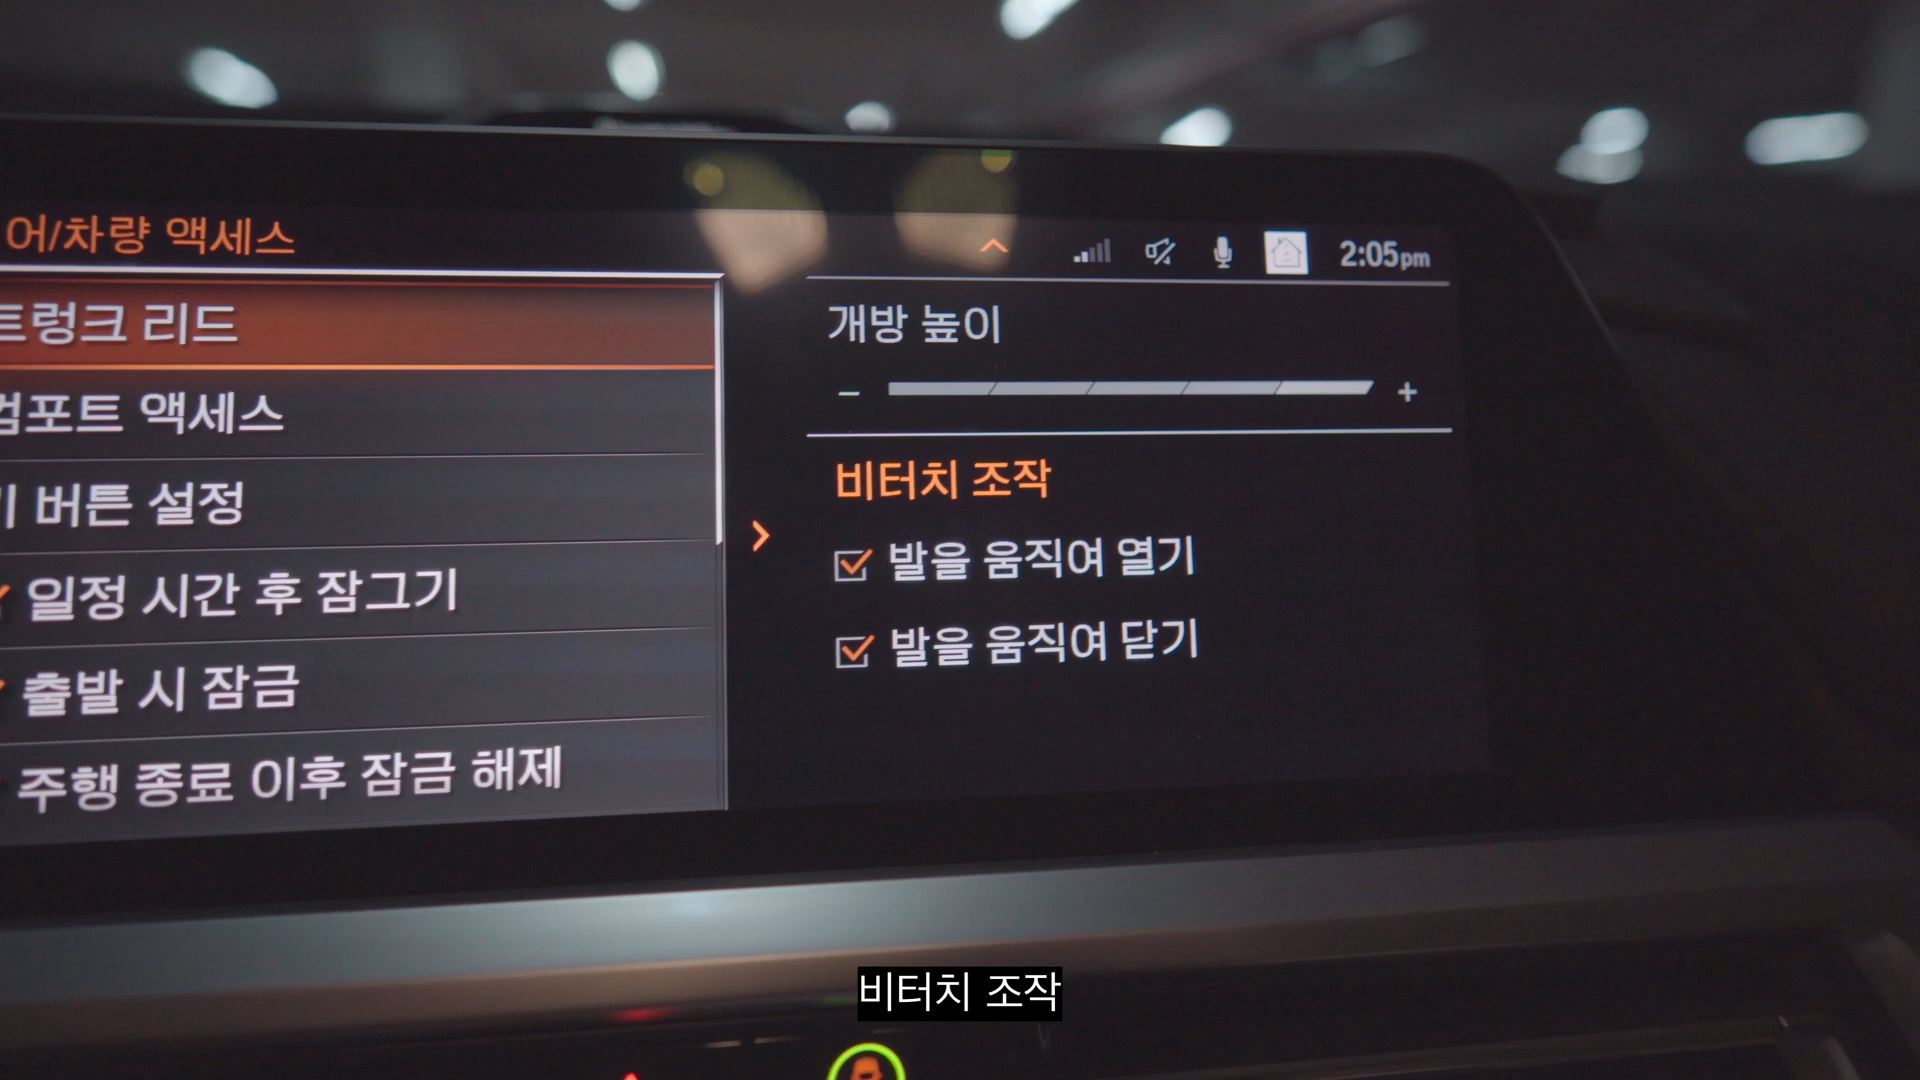 어/차량 액세스
2:05pm
트렁크 리드
컴포트 액세스
버튼 설정
일정 시간 후 잠그기
출발 시 잠금
주행 종료 이후 잠금 해제
개방 높이
- +
비터치 조작
발을 움직여 열기
발을 움직여 닫기
비터치 조작